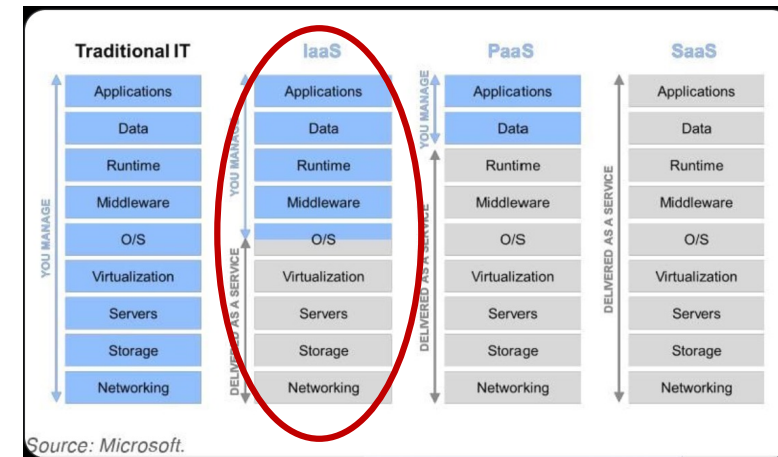 Traditional IT
IaaS
PaaS
SaaS
YOU MANAGE
Applications
Data
Runtime
Middleware
O/S
Virtualization
Servers
Storage
Networking
YOU MANAGE
DELIVERED AS A SERVICE
Applications
Data
Runtime
Middleware
O/S
Virtualization
Servers
Storage
Networking
YOU MANAGE
DELIVERED AS A SERVICE
Applications
Data
Runtime
Middleware
O/S
Virtualization
Servers
Storage
Networking
DELIVERED AS A SERVICE
Applications
Data
Runtime
Middleware
O/S
Virtualization
Servers
Storage
Networking
Source: Microsoft.